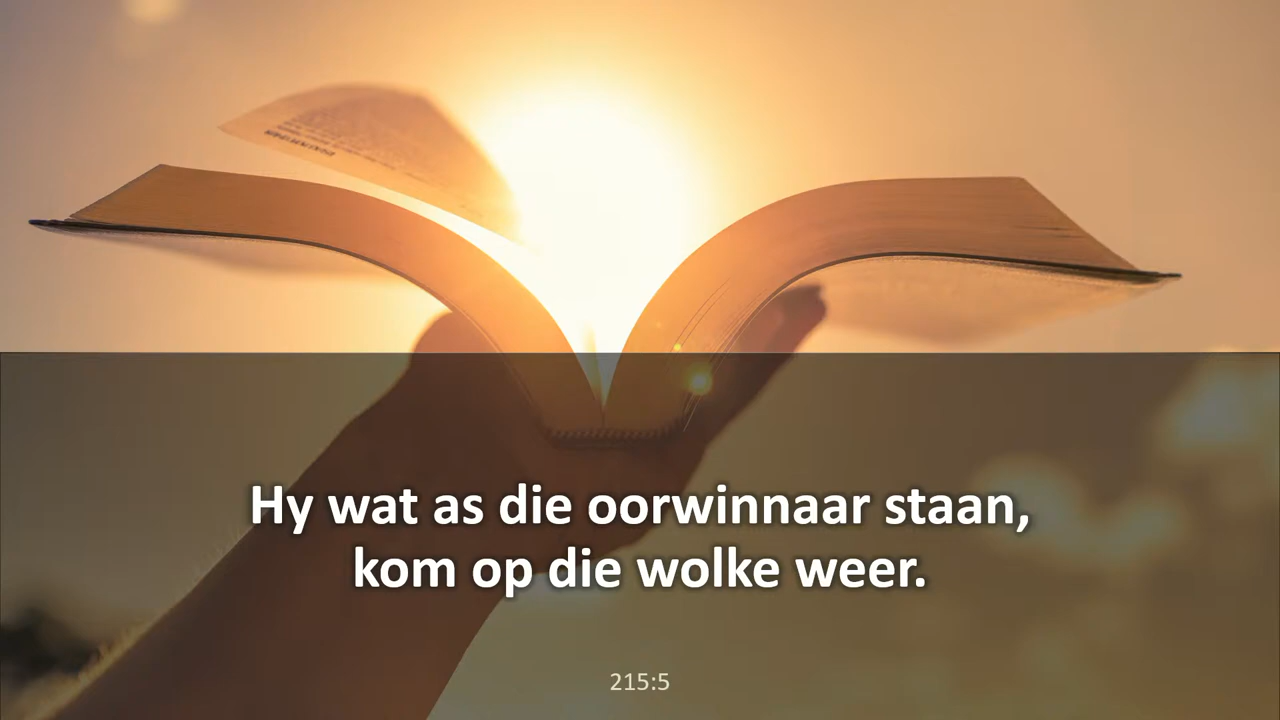 Hy wat as die oorwinnaar staan,
kom op die wolke weer.
215:5